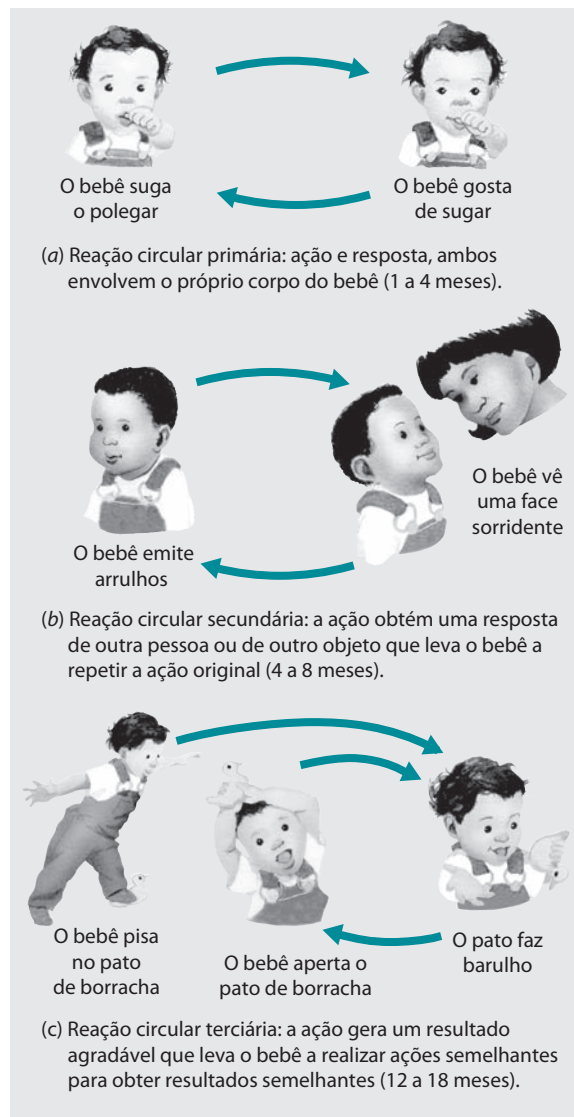 O bebê suga
o polegar
O bebê gosta
de sugar
(a) Reação circular primária: ação e resposta, ambos
envolvem o próprio corpo do bebê (1 a 4 meses).
O bebê emite
arrulhos
O bebê vê
uma face
sorridente
(b) Reação circular secundária: a ação obtém uma resposta
de outra pessoa ou de outro objeto que leva o bebê a
repetir a ação original (4 a 8 meses).
O bebê pisa
no pato
de borracha
O bebê aperta o
pato de borracha
O pato faz
barulho
(c) Reação circular terciária: a ação gera um resultado
agradável que leva o bebê a realizar ações semelhantes
para obter resultados semelhantes (12 a 18 meses).